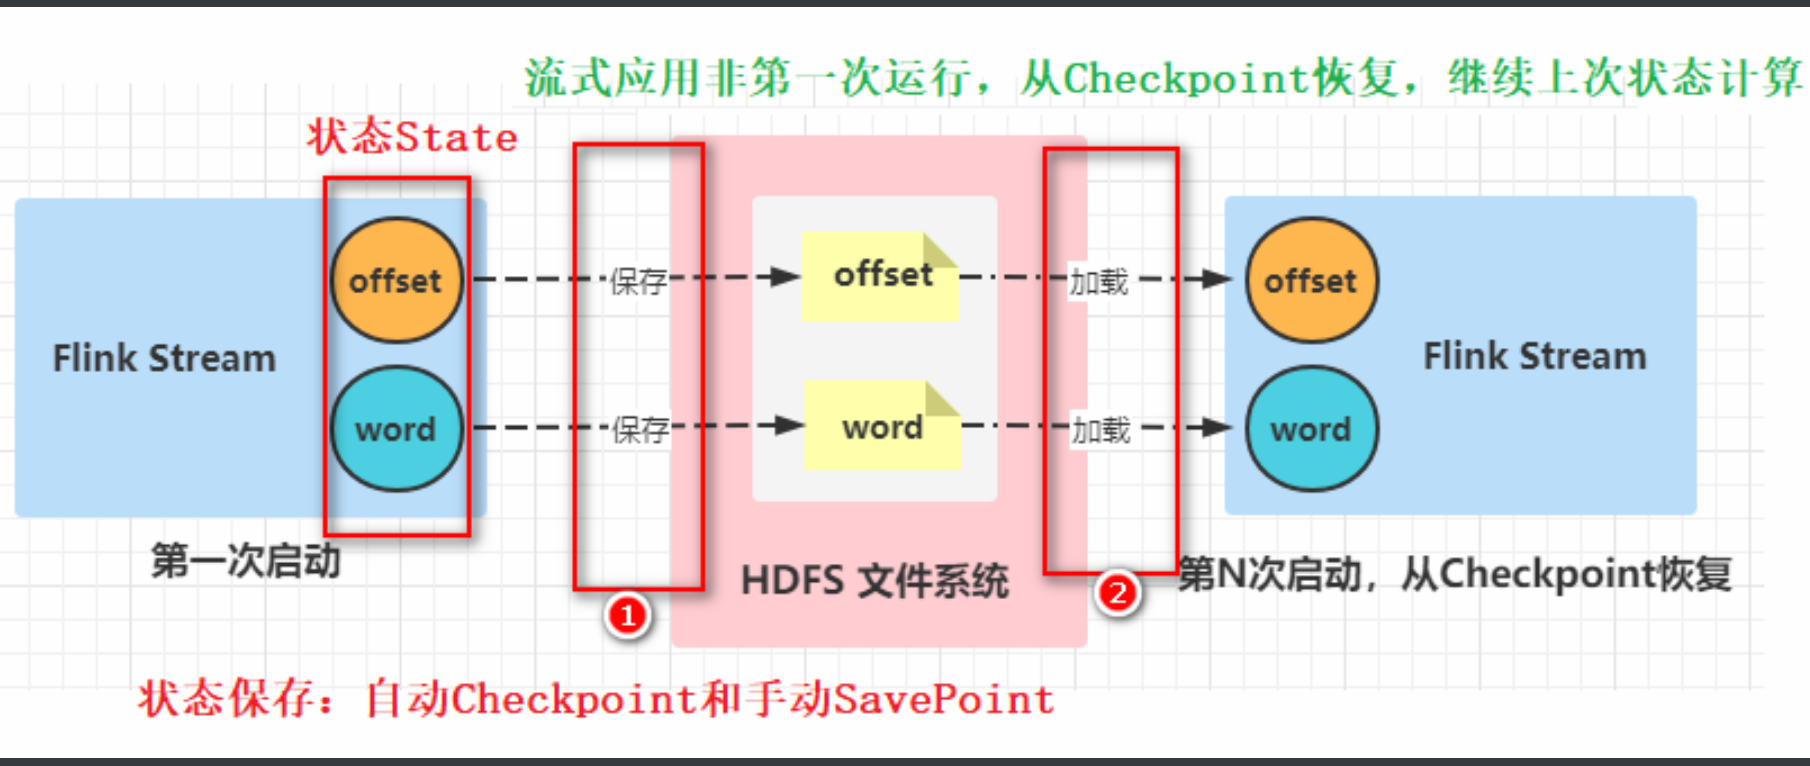 流式应用非第一次运行，从Checkpoint恢复，继续上次状态计算
状态State
offset
word
Flink Stream
第一次启动
保存
保存
①
offset
word
HDFS 文件系统
加载
加载
②
offset
word
Flink Stream
第N次启动，从Checkpoint恢复
状态保存：自动Checkpoint和手动SavePoint